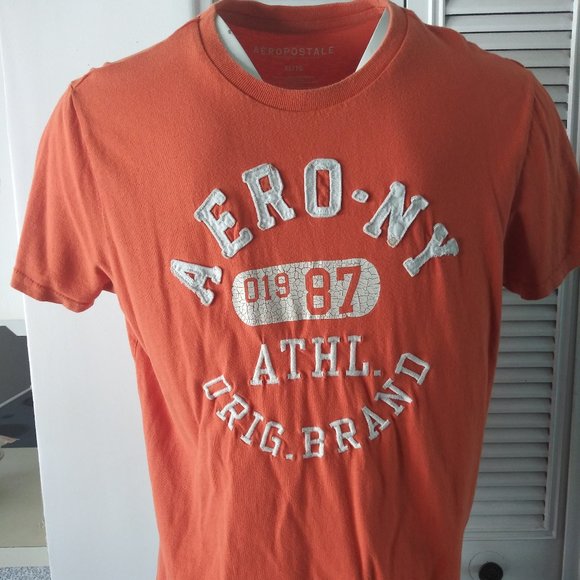 AEROPOSTALE
AERO-NY
019 87
ATHL.
ORIG. BRAND